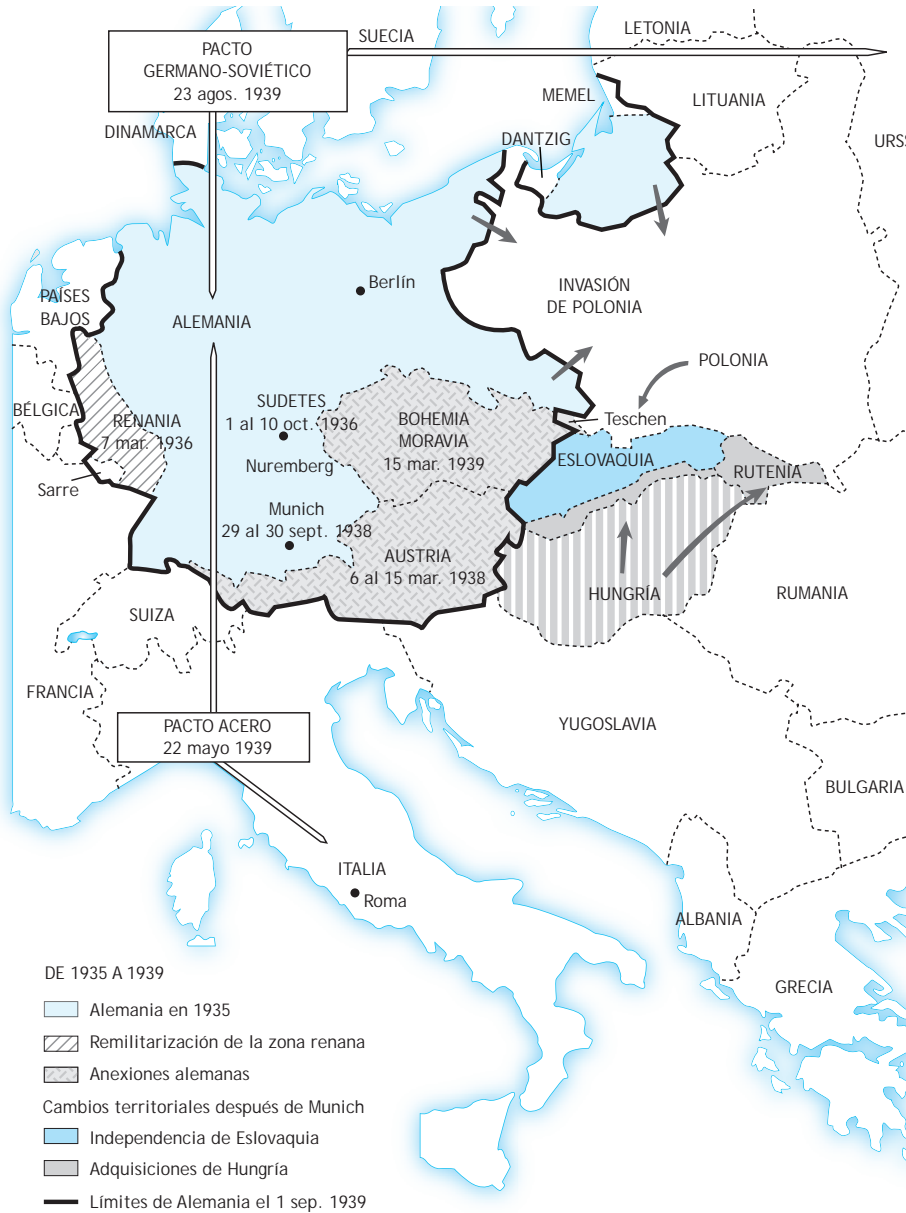 PACTO
GERMANO-SOVIÉTICO
23 agos. 1939
SUECIA
LETONIA
MEMEL
LITUANIA
DINAMARCA
DANTZIG
URSS
Berlín
PAÍSES
BAJOS
ALEMANIA
INVASIÓN
DE POLONIA
POLONIA
BÉLGICA
RENANIA
7 mar. 1936
SUDETES
1 al 10 oct. 1936
Nuremberg
BOHEMIA
MORAVIA
15 mar. 1939
Teschen
ESLOVAQUIA
RUTENIA
Sarre
Munich
29 al 30 sept. 1938
AUSTRIA
6 al 15 mar. 1938
HUNGRÍA
RUMANIA
SUIZA
FRANCIA
PACTO ACERO
22 mayo 1939
YUGOSLAVIA
BULGARIA
ITALIA
Roma
ALBANIA
GRECIA
DE 1935 A 1939
Alemania en 1935
Remilitarización de la zona renana
Anexiones alemanas
Cambios territoriales después de Munich
Independencia de Eslovaquia
Adquisiciones de Hungría
Límites de Alemania el 1 sep. 1939